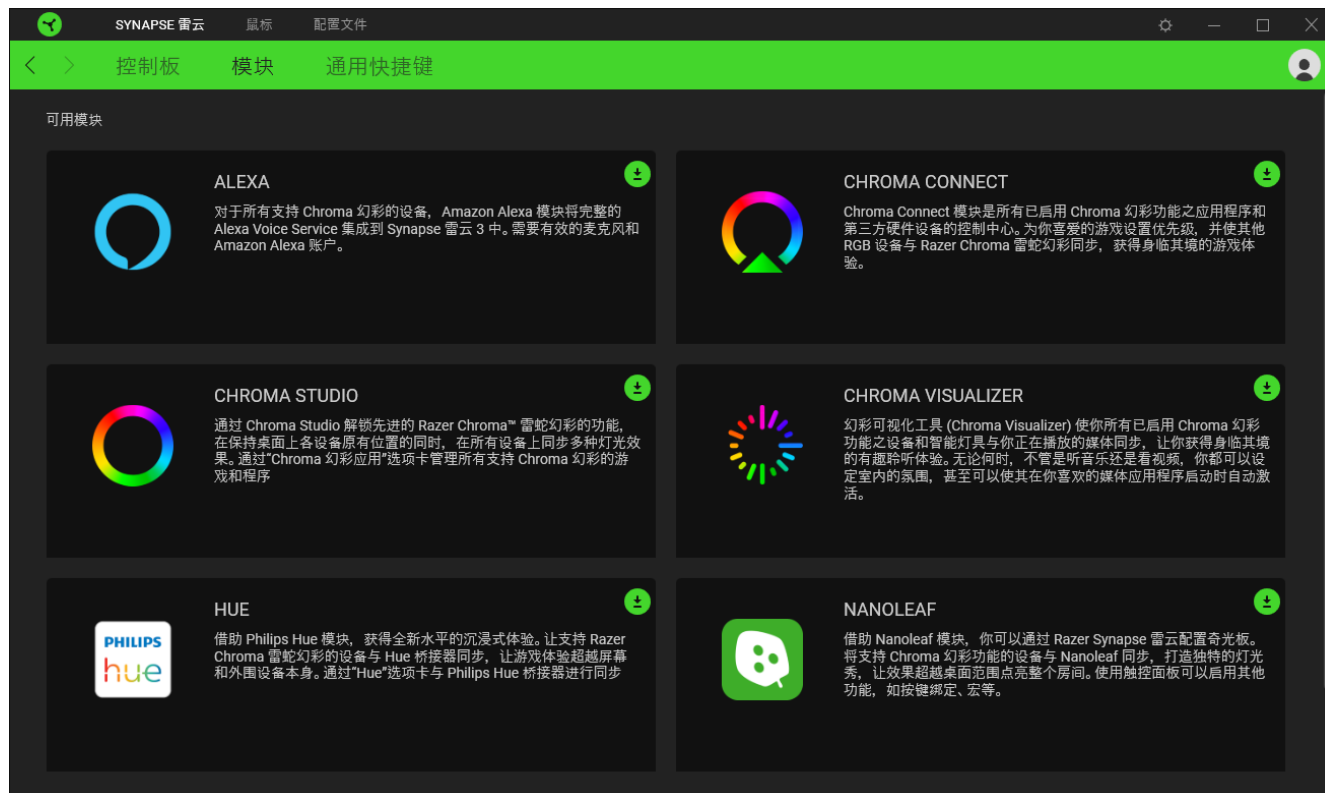 SYNAPSE 雷云 鼠标 配置文件
控制板 模块 通用快捷键
可用模块
ALEXA
对于所有支持 Chroma 幻彩的设备，Amazon Alexa 模块将完整的
Alexa Voice Service 集成到 Synapse 雷云 3 中。需要有效的麦克风和
Amazon Alexa 账户。
CHROMA CONNECT
Chroma Connect 模块是所有已启用 Chroma 幻彩功能之应用程序和
第三方硬件设备的控制中心。为你喜爱的游戏设置优先级，并使其他
RGB 设备与 Razer Chroma 雷蛇幻彩同步，获得身临其境的游戏体
验。
CHROMA STUDIO
通过 Chroma Studio 解锁先进的 Razer Chroma™ 雷蛇幻彩的功能，
在保持桌面上各设备原有位置的同时，在所有设备上同步多种灯光效
果。通过“Chroma 幻彩应用”选项卡管理所有支持 Chroma 幻彩的游
戏和程序
CHROMA VISUALIZER
幻彩可视化工具 (Chroma Visualizer) 使你所有已启用 Chroma 幻彩
功能之设备和智能灯具与你正在播放的媒体同步，让你获得身临其境
的有趣聆听体验。无论何时，不管是听音乐还是看视频，你都可以设
定室内的氛围，甚至可以使其在你喜欢的媒体应用程序启动时自动激
活。
PHILIPS
hue
HUE
借助 Philips Hue 模块，获得全新水平的沉浸式体验。让支持 Razer
Chroma 雷蛇幻彩的设备与 Hue 桥接器同步，让游戏体验超越屏幕
和外围设备本身。通过“Hue”选项卡与 Philips Hue 桥接器进行同步
NANOLEAF
借助 Nanoleaf 模块，你可以通过 Razer Synapse 雷云配置奇光板。
将支持 Chroma 幻彩功能的设备与 Nanoleaf 同步，打造独特的灯光
秀，让效果超越桌面范围点亮整个房间。使用触控面板可以启用其他
功能，如按键绑定、宏等。